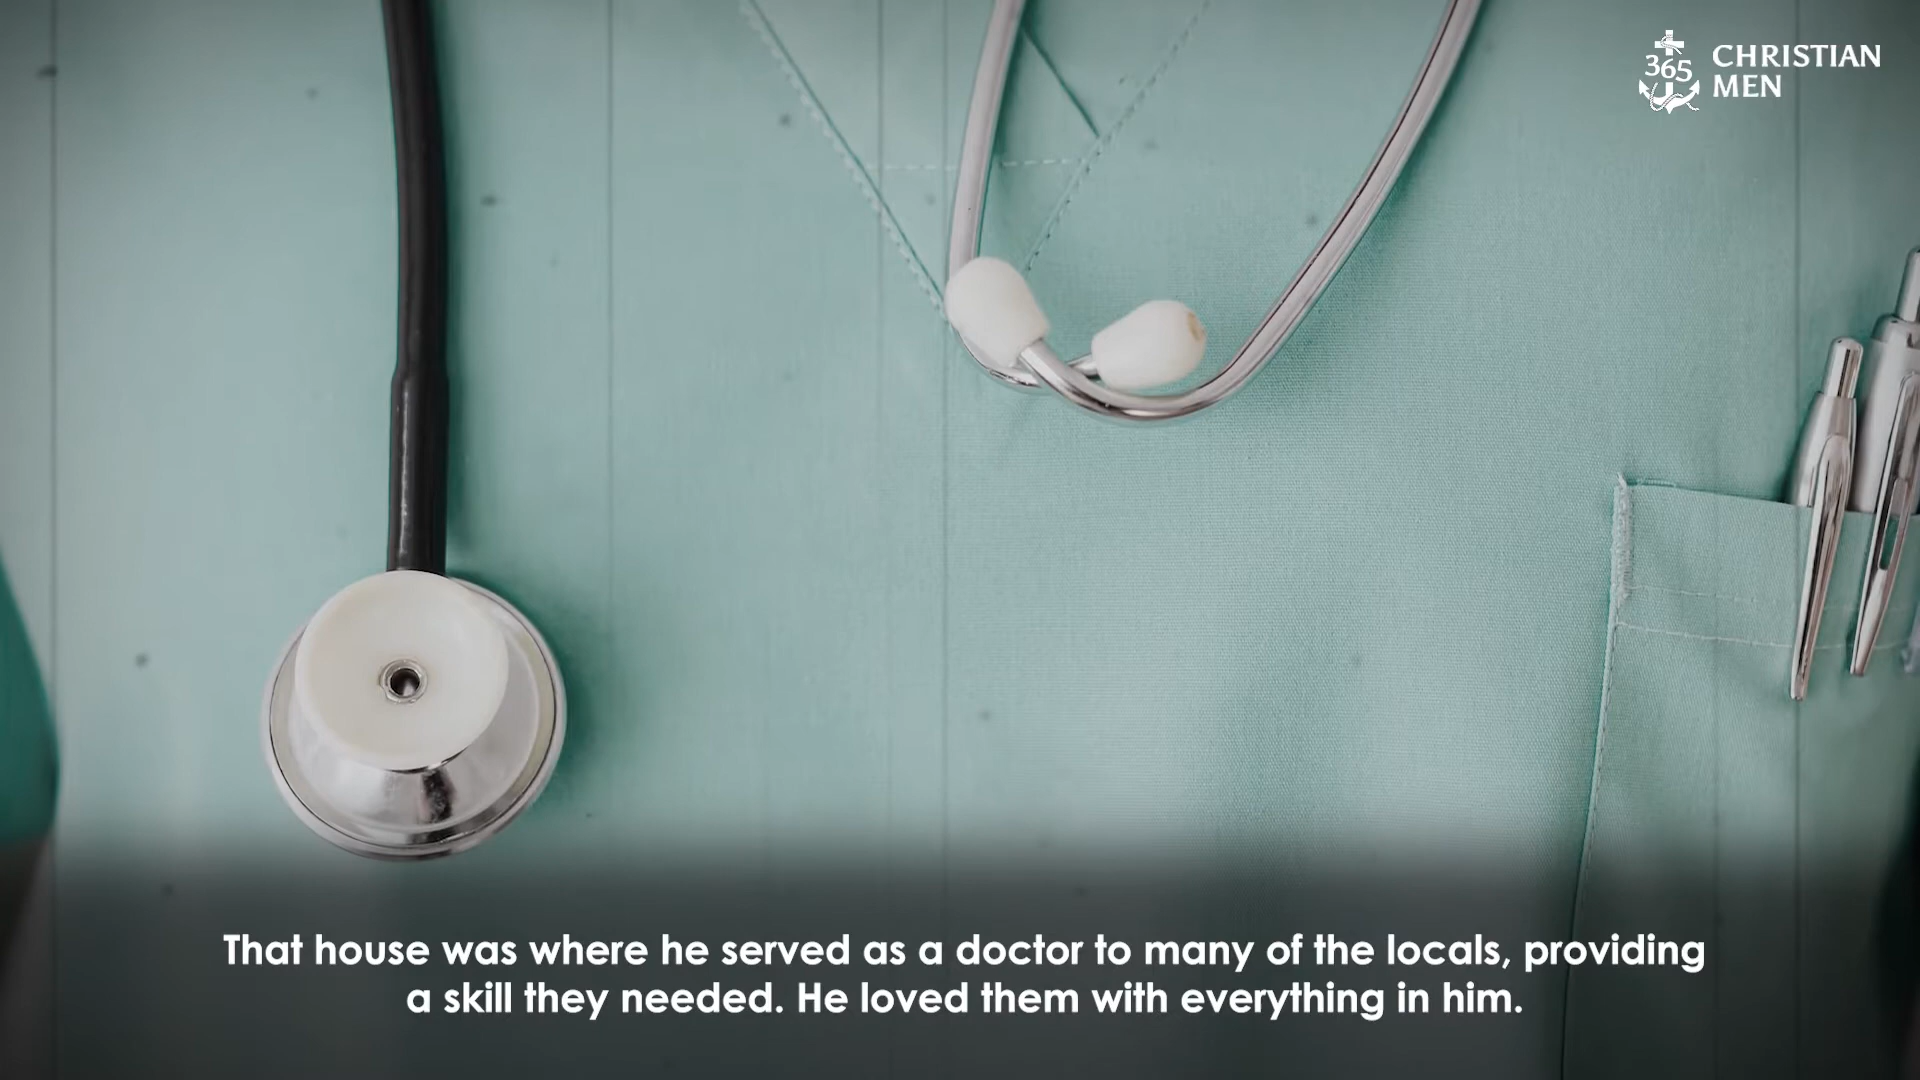 365
CHRISTIAN
MEN
That house was where he served as a doctor to many of the locals, providing
a skill they needed. He loved them with everything in him.